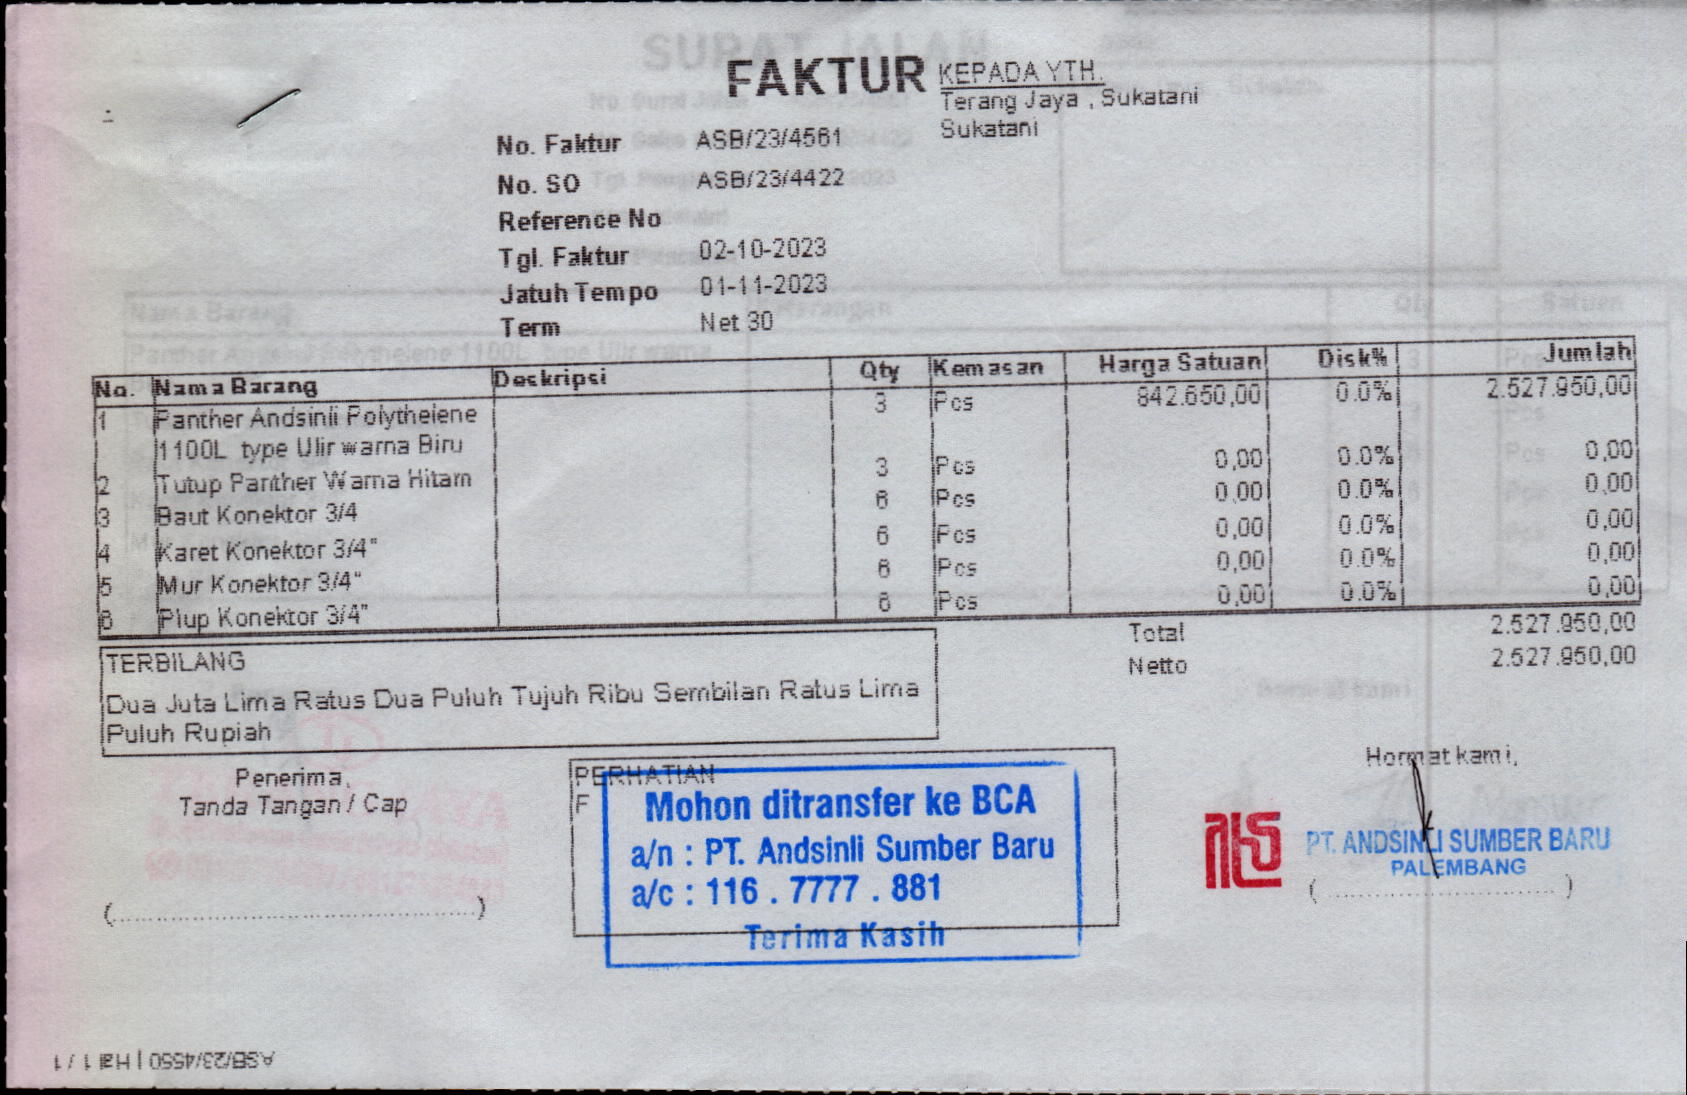 FAKTUR
KEPADA YTH.
Terang Jaya , Sukatani
Sukatani
No. Faktur ASB/23/4561
No. SO ASB/23/4422
Reference No
Tgl. Faktur 02-10-2023
Jatuh Tempo 01-11-2023
Term Net 30
No. Nama Barang Deskripsi Qty Kemasan Harga Satuan Disk% Jumlah
1 Panther Andsinli Polythelene 3 Pcs 842.650,00 0.0% 2.527.950,00
1100L type Ulir warna Biru
2 Tutup Panther Warna Hitam 3 Pcs 0,00 0.0% 0,00
3 Baut Konektor 3/4 6 Pcs 0,00 0.0% 0,00
4 Karet Konektor 3/4" 6 Pcs 0,00 0.0% 0,00
5 Mur Konektor 3/4" 6 Pcs 0,00 0.0% 0,00
6 Plup Konektor 3/4" 6 Pcs 0,00 0.0% 0,00
Total 2.527.950,00
Netto 2.527.950,00
TERBILANG
Dua Juta Lima Ratus Dua Puluh Tujuh Ribu Sembilan Ratus Lima
Puluh Rupiah
Penerima,
Tanda Tangan / Cap
(........................................)
PERHATIAN
F
Mohon ditransfer ke BCA
a/n : PT. Andsinli Sumber Baru
a/c : 116 . 7777 . 881
Terima Kasih
Hormat kami,
PT. ANDSINLI SUMBER BARU
PALEMBANG
(........................................)
ASB/23/4550 | Hal 1 / 1